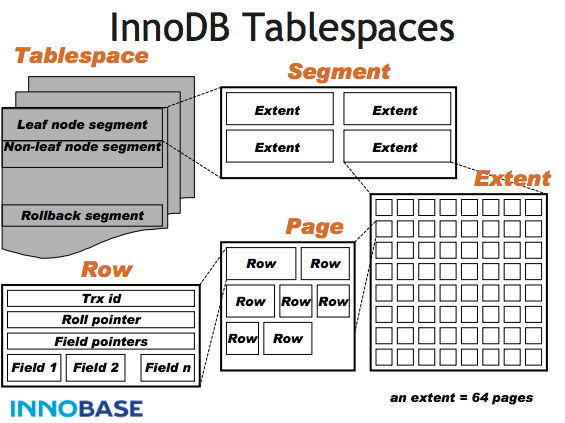 InnoDB Tablespaces
Tablespace
Leaf node segment
Non-leaf node segment
Rollback segment
Segment
Extent Extent
Extent Extent
Extent
an extent = 64 pages
Page
Row Row
Row Row Row
Row Row
Row
Trx id
Roll pointer
Field pointers
Field 1 Field 2 Field n
INNOBASE